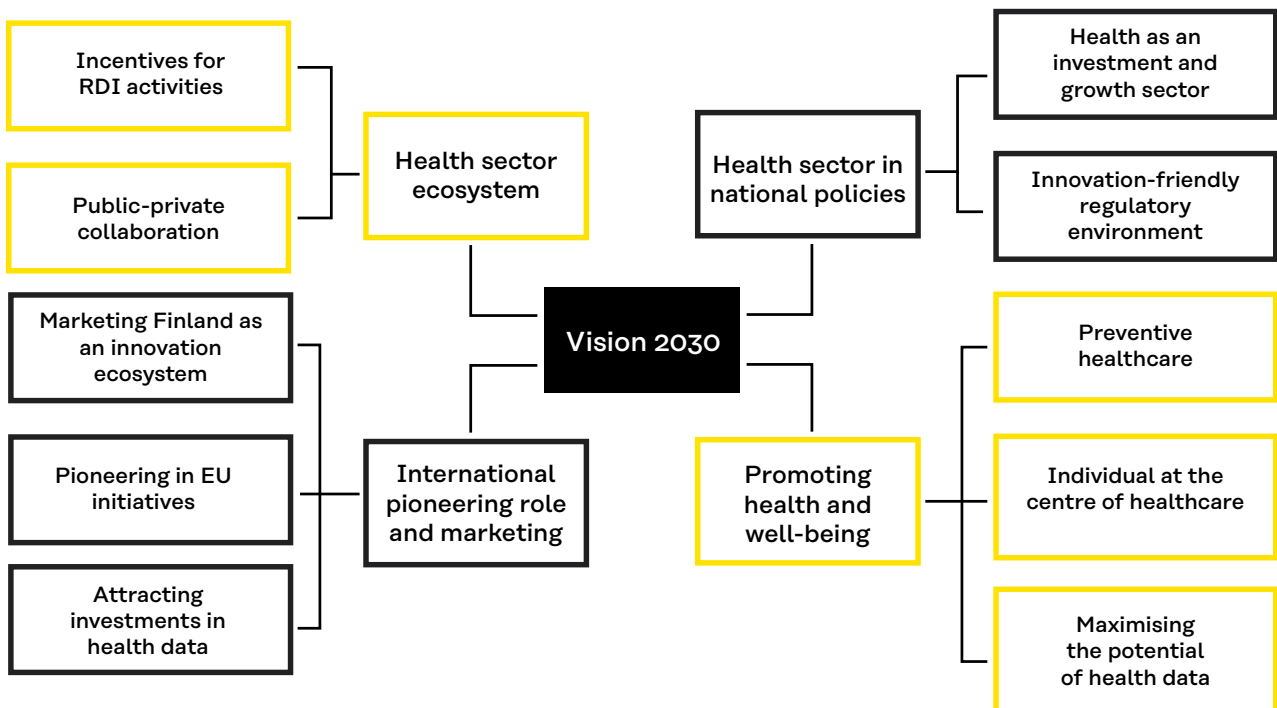 Incentives for
RDI activities
Public-private
collaboration
Health sector
ecosystem
Marketing Finland as
an innovation
ecosystem
Pioneering in EU
initiatives
Attracting
investments in
health data
International
pioneering role
and marketing
Vision 2030
Health sector in
national policies
Health as an
investment and
growth sector
Innovation-friendly
regulatory
environment
Promoting
health and
well-being
Preventive
healthcare
Individual at the
centre of healthcare
Maximising
the potential
of health data